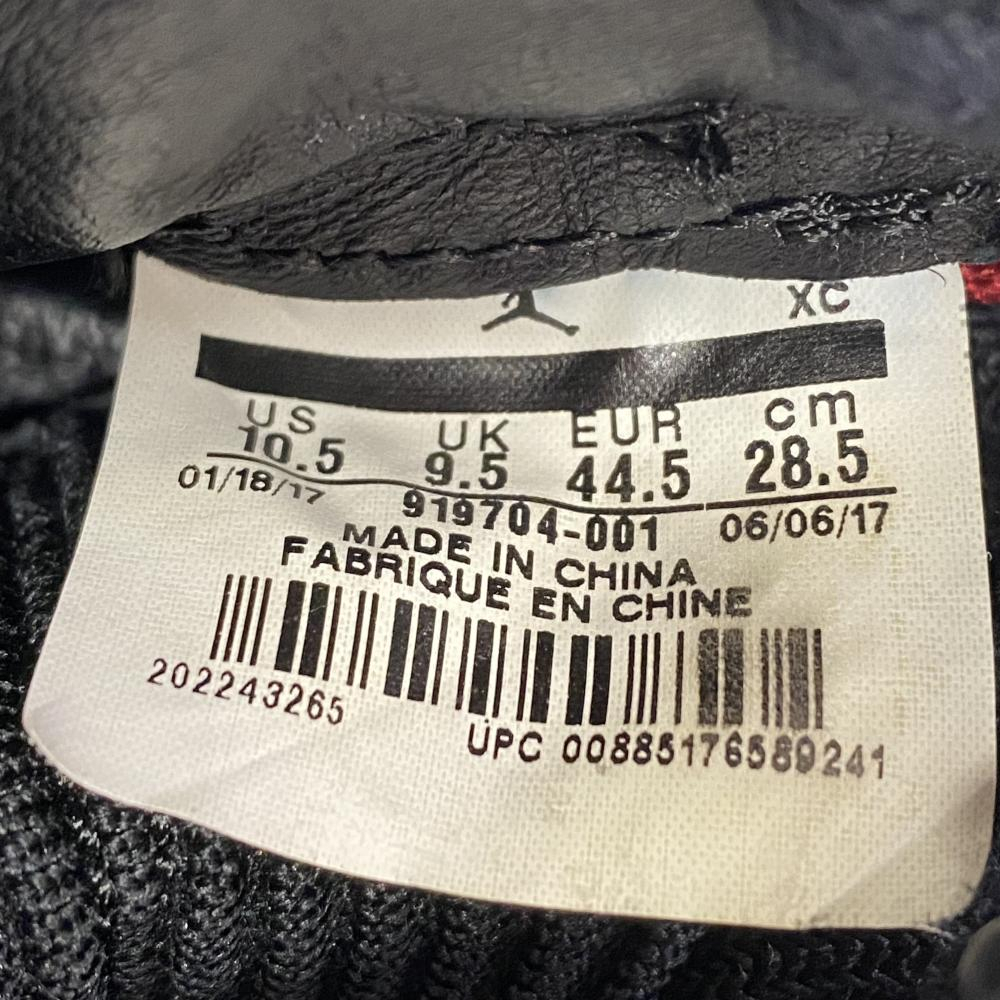 XC
US UK EUR cm
10.5 9.5 44.5 28.5
01/18/17 919704-001 06/06/17
MADE IN CHINA
FABRIQUE EN CHINE
202243265
UPC 00885176589241